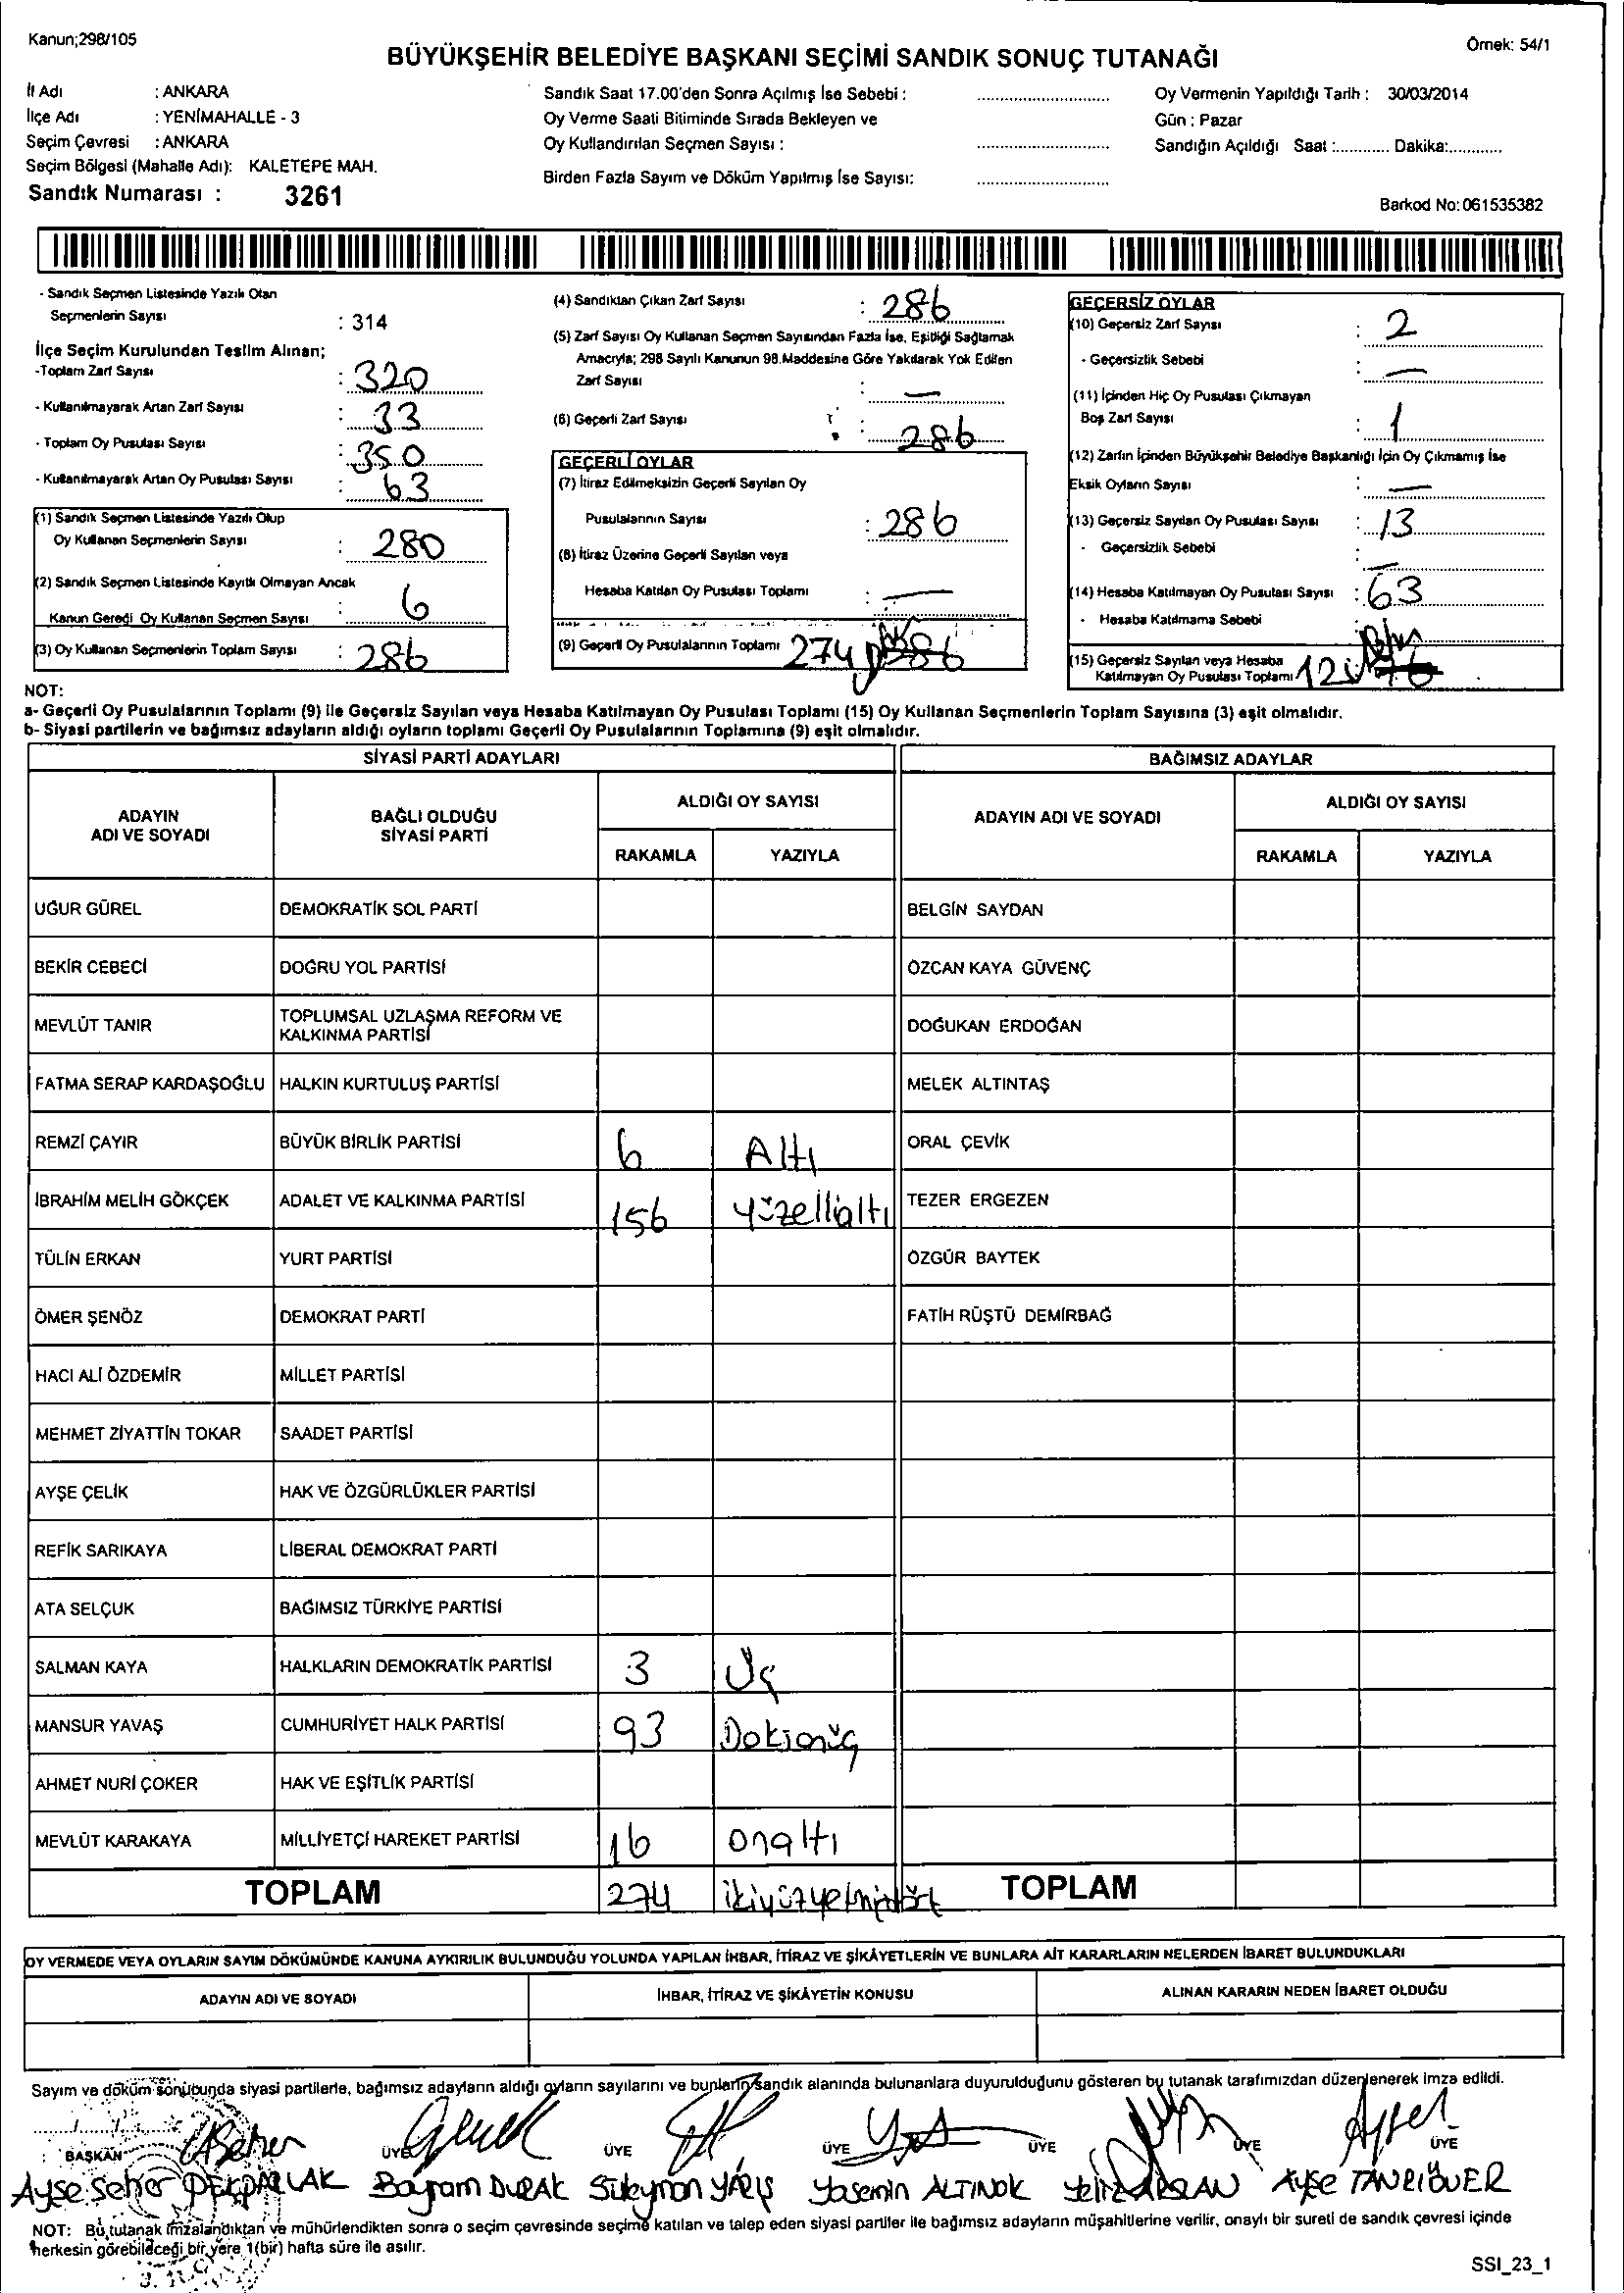 Kanun;298/105
Örnek: 54/1
BÜYÜKŞEHİR BELEDİYE BAŞKANI SEÇİMİ SANDIK SONUÇ TUTANAĞI
İl Adı : ANKARA
İlçe Adı : YENİMAHALLE - 3
Seçim Çevresi : ANKARA
Seçim Bölgesi (Mahalle Adı): KALETEPE MAH.
Sandık Numarası : 3261
Sandık Saat 17.00'den Sonra Açılmış İse Sebebi :
Oy Verme Saati Bitiminde Sırada Bekleyen ve
Oy Kullandırılan Seçmen Sayısı :
Birden Fazla Sayım ve Döküm Yapılmış İse Sayısı:
Oy Vermenin Yapıldığı Tarih : 30/03/2014
Gün : Pazar
Sandığın Açıldığı Saat :............ Dakika:............
Barkod No: 061535382
- Sandık Seçmen Listesinde Yazılı Olan
Seçmenlerin Sayısı : 314
İlçe Seçim Kurulundan Teslim Alınan;
-Toplam Zarf Sayısı : 320
- Kullanılmayarak Artan Zarf Sayısı : 33
- Toplam Oy Pusulası Sayısı : 350
- Kullanılmayarak Artan Oy Pusulası Sayısı : 63
(1) Sandık Seçmen Listesinde Yazılı Olup
Oy Kullanan Seçmenlerin Sayısı : 280
(2) Sandık Seçmen Listesinde Kayıtlı Olmayan Ancak
Kanun Gereği Oy Kullanan Seçmen Sayısı : 6
(3) Oy Kullanan Seçmenlerin Toplam Sayısı : 286
(4) Sandıktan Çıkan Zarf Sayısı : 286
(5) Zarf Sayısı Oy Kullanan Seçmen Sayısından Fazla İse, Eşitliği Sağlamak
Amacıyla; 298 Sayılı Kanunun 98.Maddesine Göre Yakılarak Yok Edilen
Zarf Sayısı : —
(6) Geçerli Zarf Sayısı : 286
GEÇERLİ OYLAR
(7) İtiraz Edilmeksizin Geçerli Sayılan Oy
Pusulalarının Sayısı : 286
(8) İtiraz Üzerine Geçerli Sayılan veya
Hesaba Katılan Oy Pusulası Toplamı : —
(9) Geçerli Oy Pusulalarının Toplamı 274
GEÇERSİZ OYLAR
(10) Geçersiz Zarf Sayısı : 2
- Geçersizlik Sebebi : —
(11) İçinden Hiç Oy Pusulası Çıkmayan
Boş Zarf Sayısı : 1
(12) Zarfın İçinden Büyükşehir Belediye Başkanlığı İçin Oy Çıkmamış İse
Eksik Oyların Sayısı : —
(13) Geçersiz Sayılan Oy Pusulası Sayısı : 13
- Geçersizlik Sebebi : —
(14) Hesaba Katılmayan Oy Pusulası Sayısı : 63
- Hesaba Katılmama Sebebi :
(15) Geçersiz Sayılan veya Hesaba
Katılmayan Oy Pusulası Toplamı 12
NOT:
a- Geçerli Oy Pusulalarının Toplamı (9) ile Geçersiz Sayılan veya Hesaba Katılmayan Oy Pusulası Toplamı (15) Oy Kullanan Seçmenlerin Toplam Sayısına (3) eşit olmalıdır.
b- Siyasi partilerin ve bağımsız adayların aldığı oyların toplamı Geçerli Oy Pusulalarının Toplamına (9) eşit olmalıdır.
SİYASİ PARTİ ADAYLARI BAĞIMSIZ ADAYLAR
ADAYIN ADI VE SOYADI BAĞLI OLDUĞU SİYASİ PARTİ ALDIĞI OY SAYISI ADAYIN ADI VE SOYADI ALDIĞI OY SAYISI
RAKAMLA YAZIYLA RAKAMLA YAZIYLA
UĞUR GÜREL DEMOKRATİK SOL PARTİ BELGİN SAYDAN
BEKİR CEBECİ DOĞRU YOL PARTİSİ ÖZCAN KAYA GÜVENÇ
MEVLÜT TANIR TOPLUMSAL UZLAŞMA REFORM VE KALKINMA PARTİSİ DOĞUKAN ERDOĞAN
FATMA SERAP KARDAŞOĞLU HALKIN KURTULUŞ PARTİSİ MELEK ALTINTAŞ
REMZİ ÇAYIR BÜYÜK BİRLİK PARTİSİ 6 Altı ORAL ÇEVİK
İBRAHİM MELİH GÖKÇEK ADALET VE KALKINMA PARTİSİ 156 yüzellialtı TEZER ERGEZEN
TÜLİN ERKAN YURT PARTİSİ ÖZGÜR BAYTEK
ÖMER ŞENÖZ DEMOKRAT PARTİ FATİH RÜŞTÜ DEMİRBAĞ
HACI ALİ ÖZDEMİR MİLLET PARTİSİ
MEHMET ZİYATTİN TOKAR SAADET PARTİSİ
AYŞE ÇELİK HAK VE ÖZGÜRLÜKLER PARTİSİ
REFİK SARIKAYA LİBERAL DEMOKRAT PARTİ
ATA SELÇUK BAĞIMSIZ TÜRKİYE PARTİSİ
SALMAN KAYA HALKLARIN DEMOKRATİK PARTİSİ 3 Üç
MANSUR YAVAŞ CUMHURİYET HALK PARTİSİ 93
AHMET NURİ ÇOKER HAK VE EŞİTLİK PARTİSİ
MEVLÜT KARAKAYA MİLLİYETÇİ HAREKET PARTİSİ 16 onaltı
TOPLAM 274 ikiyüzyetmişdört TOPLAM
OY VERMEDE VEYA OYLARIN SAYIM DÖKÜMÜNDE KANUNA AYKIRILIK BULUNDUĞU YOLUNDA YAPILAN İHBAR, İTİRAZ VE ŞİKÂYETLERİN VE BUNLARA AİT KARARLARIN NELERDEN İBARET BULUNDUKLARI
ADAYIN ADI VE SOYADI İHBAR, İTİRAZ VE ŞİKÂYETİN KONUSU ALINAN KARARIN NEDEN İBARET OLDUĞU
Sayım ve döküm sonucunda siyasi partilerle, bağımsız adayların aldığı oyların sayılarını ve bunların sandık alanında bulunanlara duyurulduğunu gösteren bu tutanak tarafımızdan düzenlenerek imza edildi.
BAŞKAN ÜYE ÜYE ÜYE ÜYE ÜYE ÜYE
Ayşe Seher PEKPARLAK Bayram DURAK Süleyman YARIŞ Yasemin ALTINOK Yeliz ARSLAN Ayşe TANRIÖVER
NOT: Bu tutanak imzalandıktan ve mühürlendikten sonra o seçim çevresinde seçime katılan ve talep eden siyasi partiler ile bağımsız adayların müşahitlerine verilir, onaylı bir sureti de sandık çevresi içinde
herkesin görebileceği bir yere 1(bir) hafta süre ile asılır.
SSI_23_1